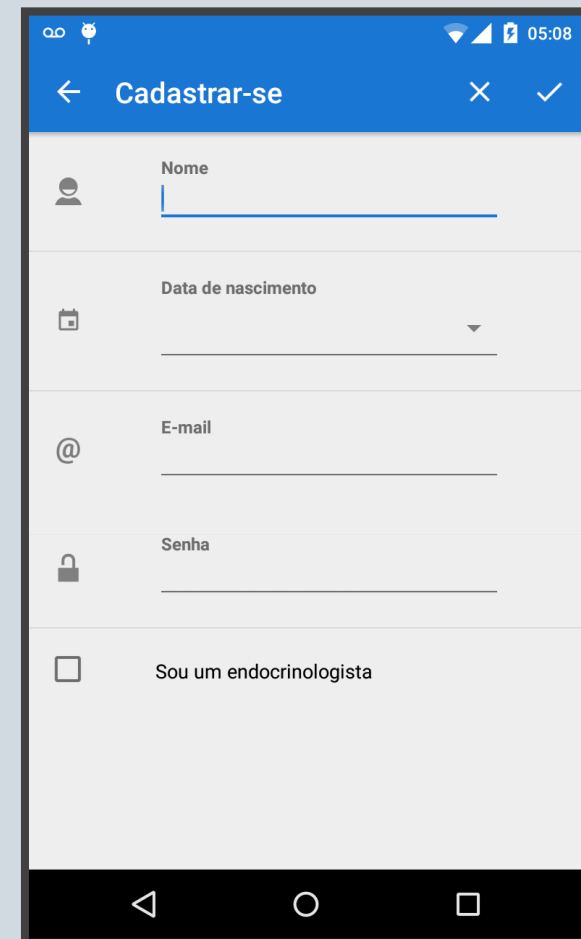 05:08
Cadastrar-se
Nome
Data de nascimento
@
E-mail
Senha
Sou um endocrinologista